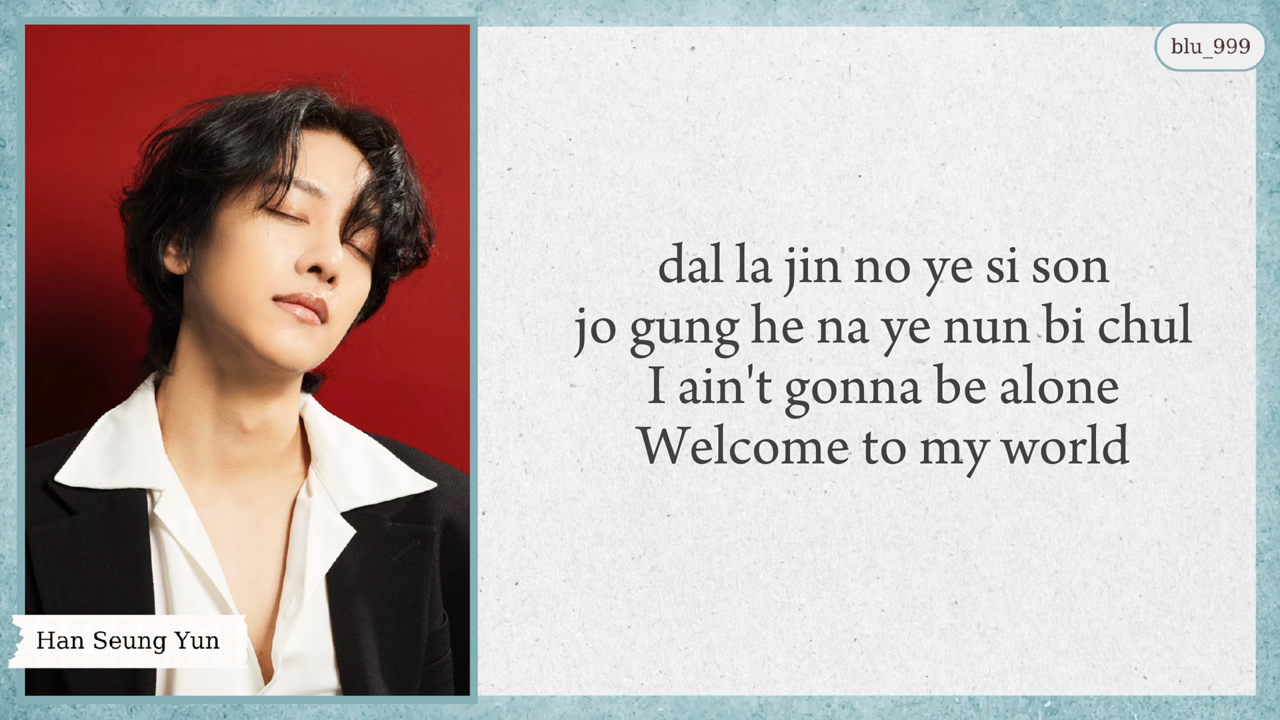 blu_999
dal la jin no ye si son
jo gung he na ye nun bi chul
I ain't gonna be alone
Welcome to my world
Han Seung Yun